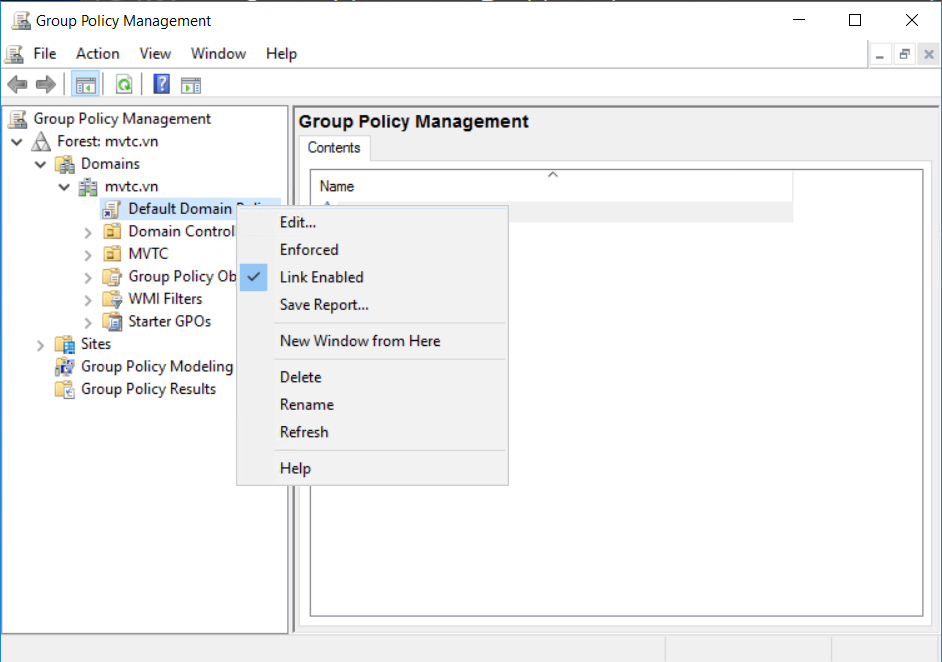 Group Policy Management
File Action View Window Help
Group Policy Management
Forest: mvtc.vn
Domains
mvtc.vn
Default Domain
Domain Control
MVTC
Group Policy Ob
WMI Filters
Starter GPOs
Sites
Group Policy Modeling
Group Policy Results
Group Policy Management
Contents
Name
Edit...
Enforced
Link Enabled
Save Report...
New Window from Here
Delete
Rename
Refresh
Help